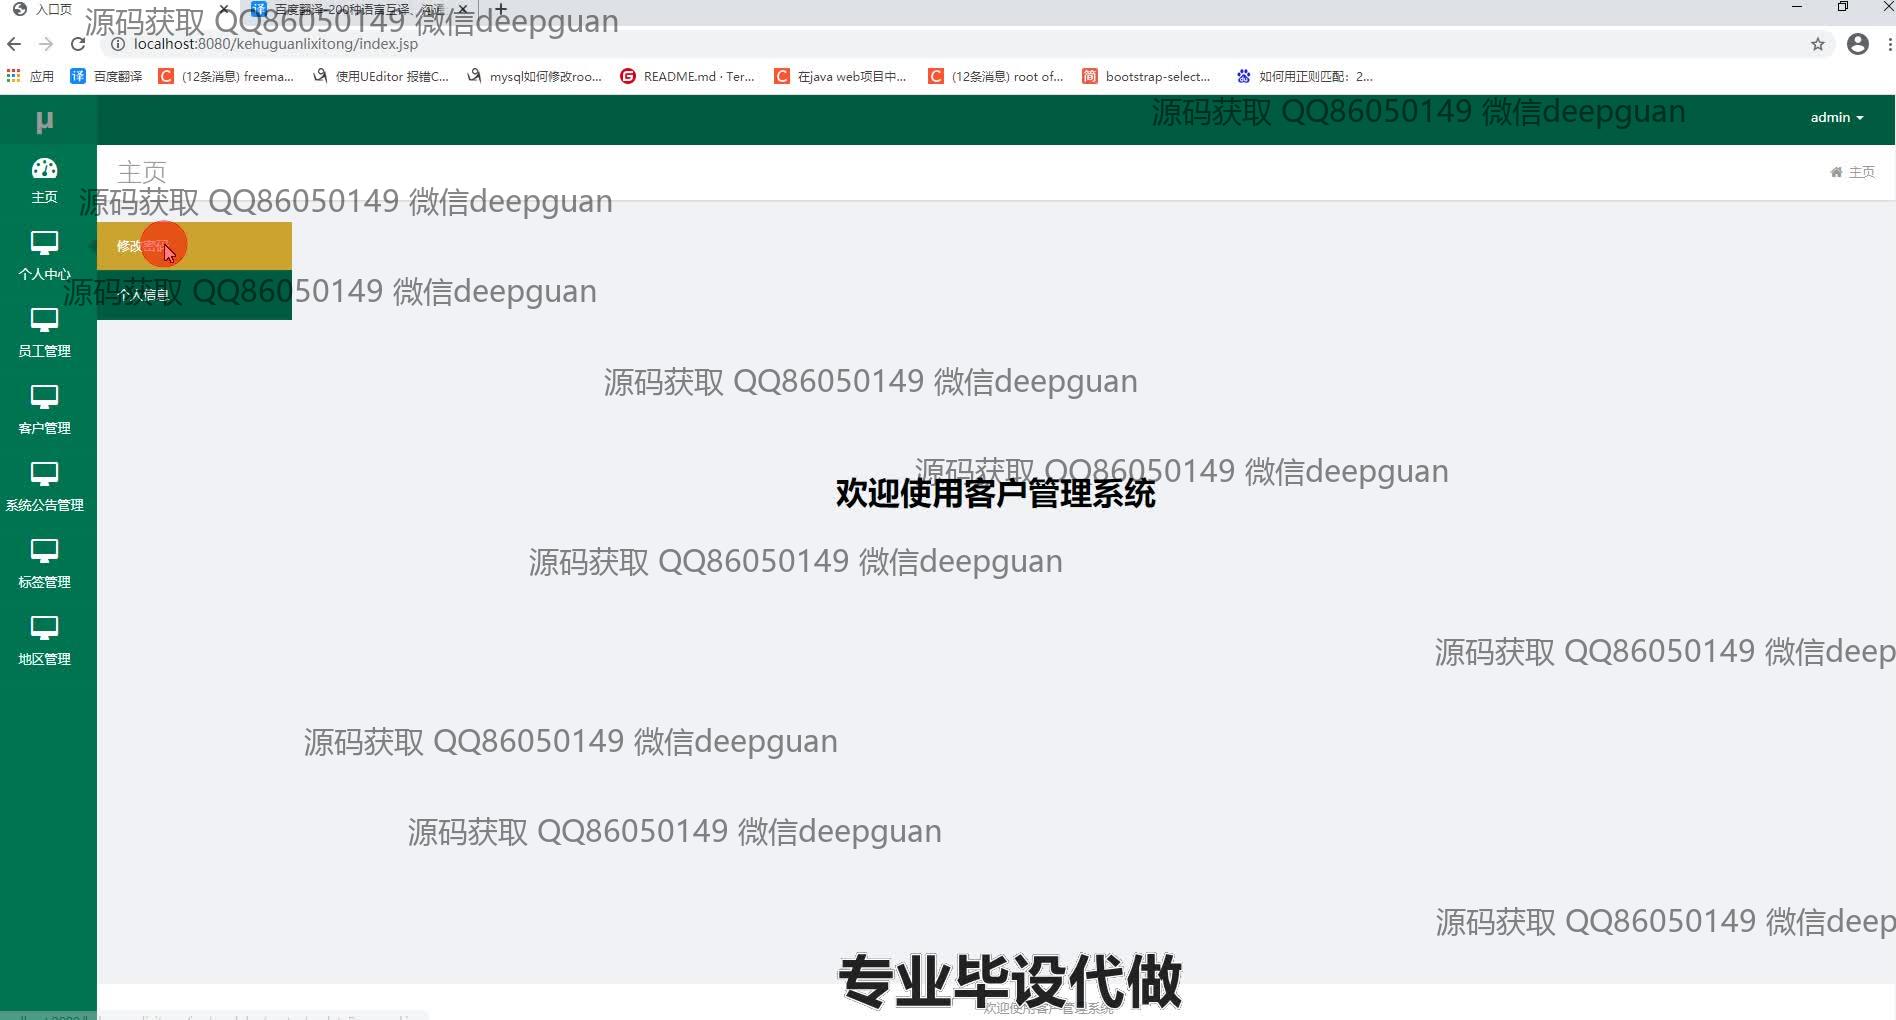 入口页
百度翻译-200种语言互译、沟通
源码获取 QQ86050149 微信deepguan
localhost:8080/kehuguanlixitong/index.jsp
应用
百度翻译
(12条消息) freema...
使用UEditor 报错C...
mysql如何修改roo...
README.md · Ter...
在java web项目中...
(12条消息) root of...
bootstrap-select...
如何用正则匹配：2...
μ
源码获取 QQ86050149 微信deepguan
admin
主页
主页
主页
源码获取 QQ86050149 微信deepguan
修改密码
个人中心
源码获取 QQ86050149 微信deepguan
个人信息
员工管理
源码获取 QQ86050149 微信deepguan
客户管理
源码获取 QQ86050149 微信deepguan
欢迎使用客户管理系统
系统公告管理
源码获取 QQ86050149 微信deepguan
标签管理
源码获取 QQ86050149 微信deep
地区管理
源码获取 QQ86050149 微信deepguan
源码获取 QQ86050149 微信deepguan
源码获取 QQ86050149 微信deep
专业毕设代做
欢迎使用客户管理系统